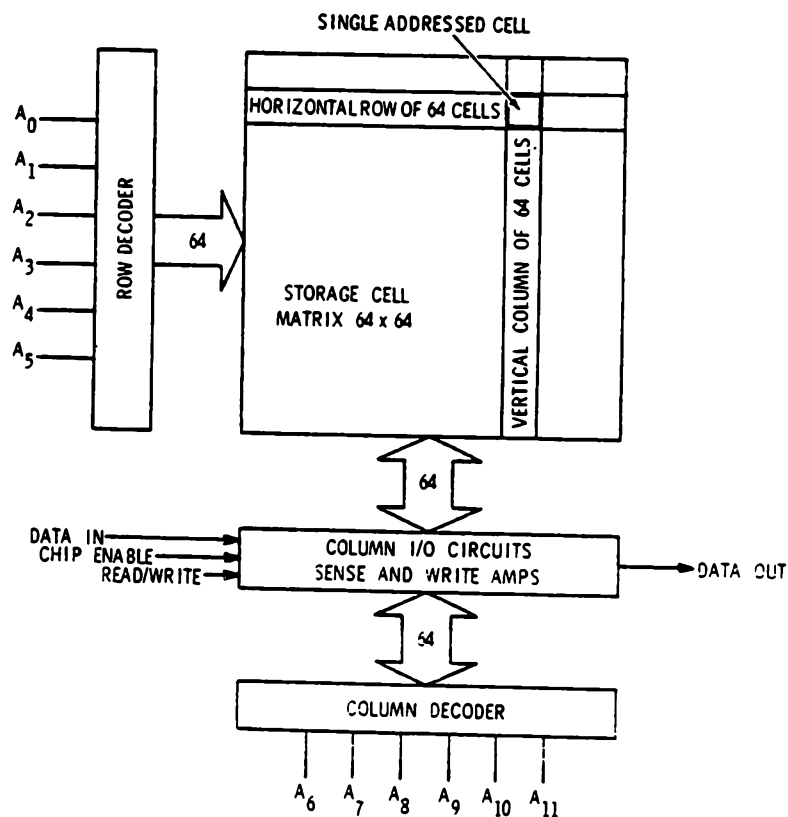 SINGLE ADDRESSED CELL
HORIZONTAL ROW OF 64 CELLS
A0
A1
A2
A3
A4
A5
ROW DECODER
64
STORAGE CELL
MATRIX 64 x 64
VERTICAL COLUMN OF 64 CELLS
64
DATA IN
CHIP ENABLE
READ/WRITE
COLUMN I/O CIRCUITS
SENSE AND WRITE AMPS
DATA OUT
64
COLUMN DECODER
A6 A7 A8 A9 A10 A11